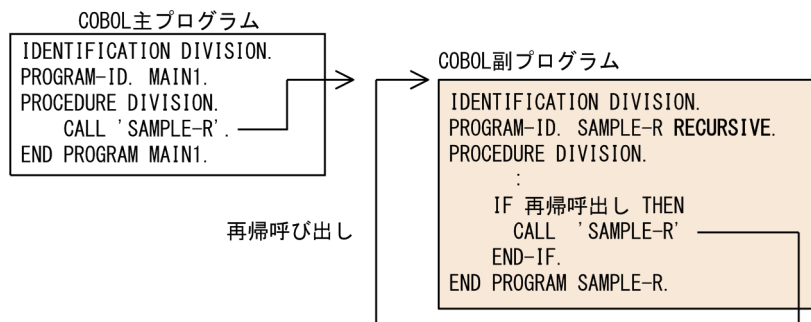 COBOL主プログラム
IDENTIFICATION DIVISION.
PROGRAM-ID. MAIN1.
PROCEDURE DIVISION.
CALL 'SAMPLE-R'.
END PROGRAM MAIN1.
再帰呼び出し
COBOL副プログラム
IDENTIFICATION DIVISION.
PROGRAM-ID. SAMPLE-R RECURSIVE.
PROCEDURE DIVISION.
:
IF 再帰呼出し THEN
CALL 'SAMPLE-R'
END-IF.
END PROGRAM SAMPLE-R.